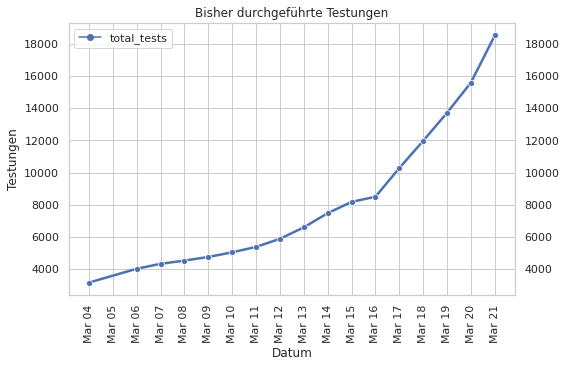 Bisher durchgeführte Testungen
total_tests
Testungen
18000
16000
14000
12000
10000
8000
6000
4000
18000
16000
14000
12000
10000
8000
6000
4000
Mar 04
Mar 05
Mar 06
Mar 07
Mar 08
Mar 09
Mar 10
Mar 11
Mar 12
Mar 13
Mar 14
Mar 15
Mar 16
Mar 17
Mar 18
Mar 19
Mar 20
Mar 21
Datum